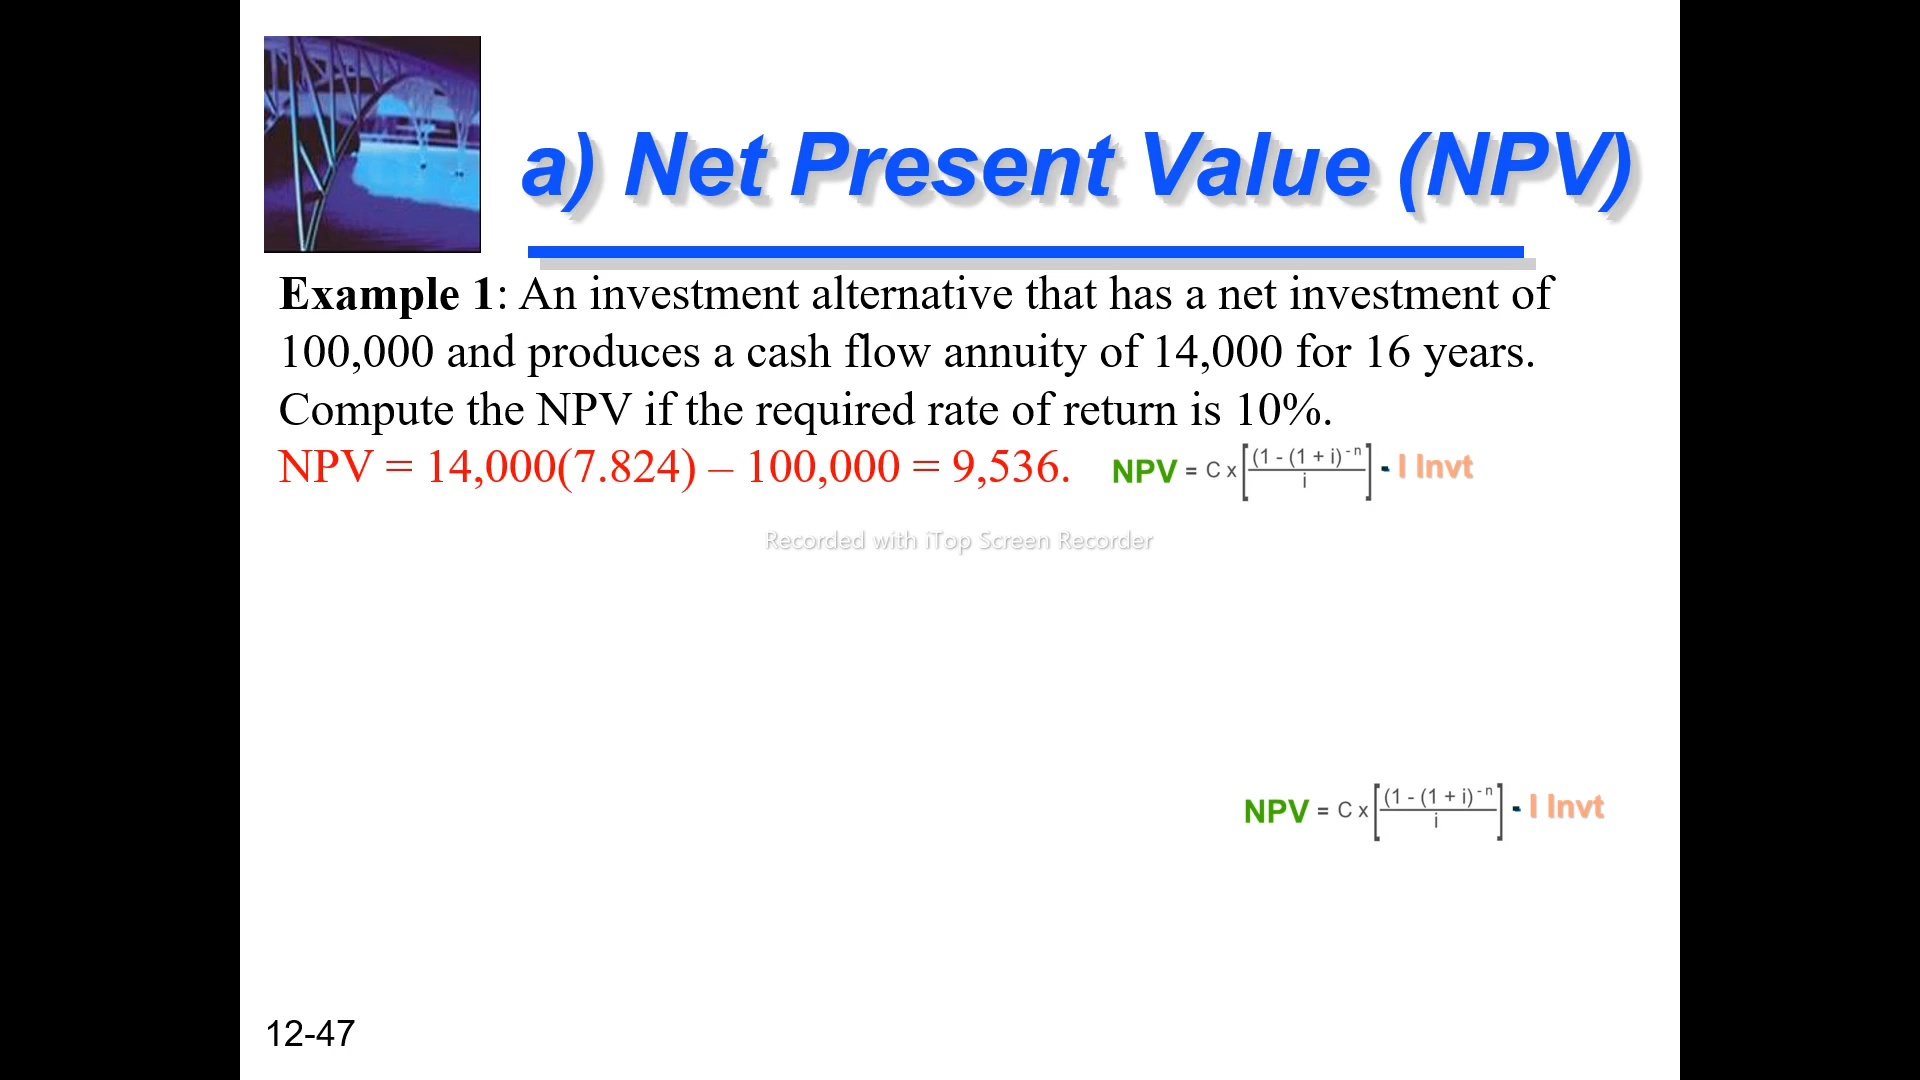 a) Net Present Value (NPV)
Example 1: An investment alternative that has a net investment of
100,000 and produces a cash flow annuity of 14,000 for 16 years.
Compute the NPV if the required rate of return is 10%.
NPV = 14,000(7.824) – 100,000 = 9,536.
NPV = C x [(1 - (1 + i)^-n / i] - I Invt
Recorded with iTop Screen Recorder
NPV = C x [(1 - (1 + i)^-n / i] - I Invt
12-47